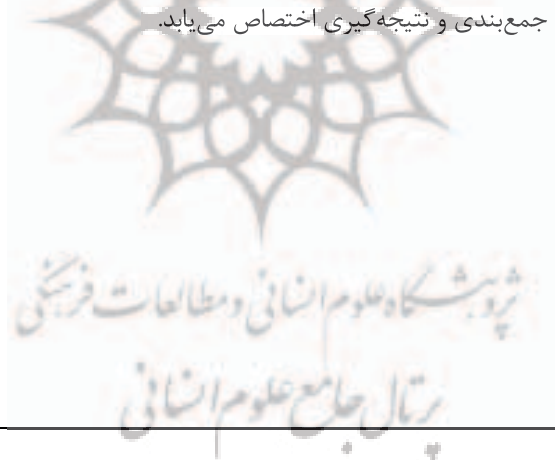 جمع‌بندی و نتیجه‌گیری اختصاص می‌یابد.
پژوهشگاه علوم انسانی و مطالعات فرهنگی
پرتال جامع علوم انسانی